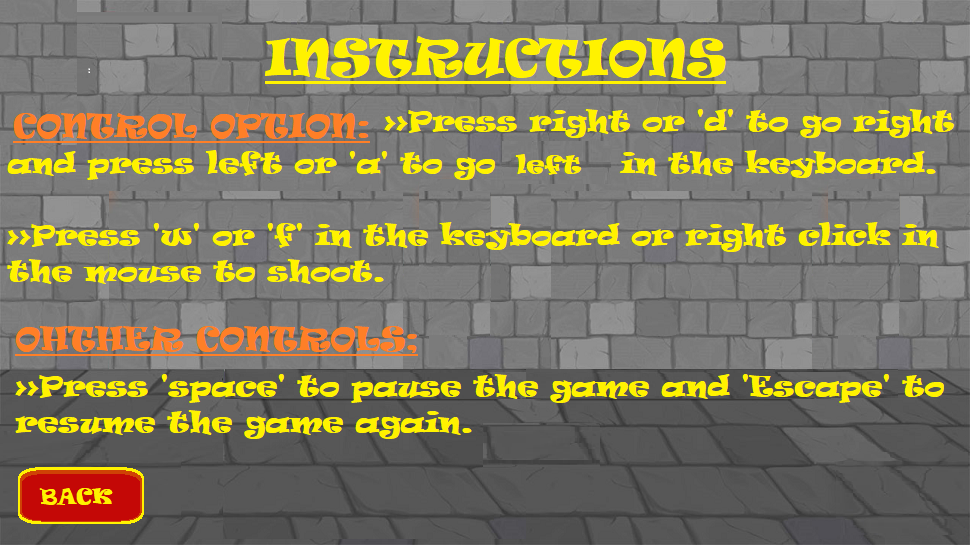 INSTRUCTIONS
CONTROL OPTION: >>Press right or 'd' to go right
and press left or 'a' to go left in the keyboard.
>>Press 'w' or 'f' in the keyboard or right click in
the mouse to shoot.
OHTHER CONTROLS;
>>Press 'space' to pause the game and 'Escape' to
resume the game again.
BACK